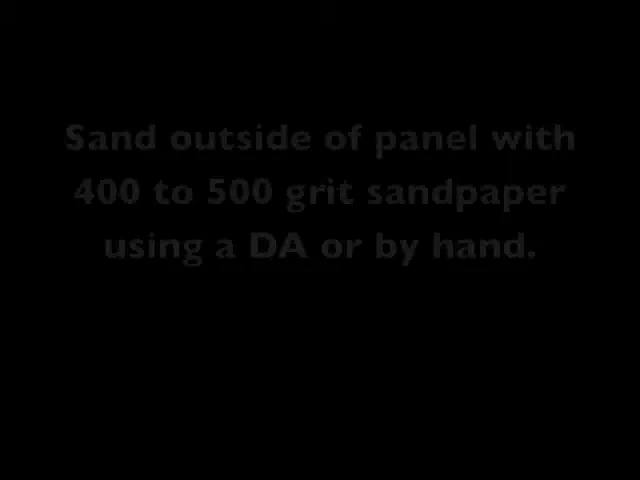 Sand outside of panel with
400 to 500 grit sandpaper
using a DA or by hand.